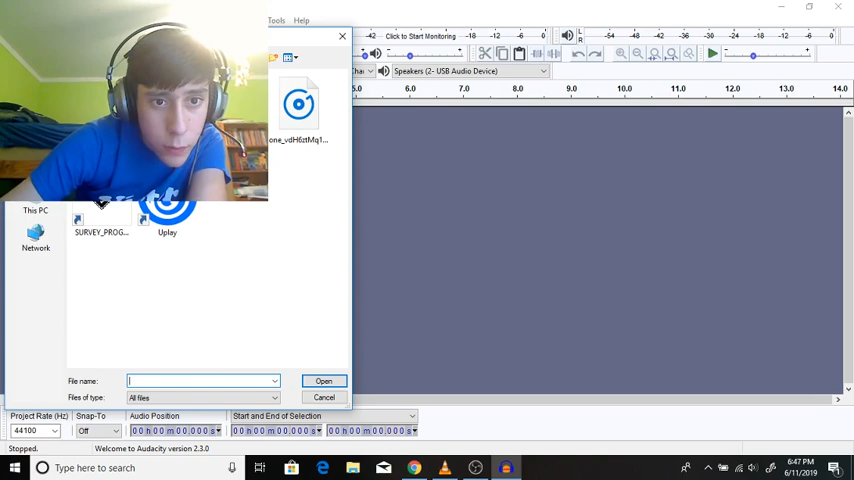 Tools Help
Click to Start Monitoring
-42
-18 -12 -6 0
L
R
-54 -48 -42 -36 -30 -24 -18 -12 -6 0
Speakers (2- USB Audio Device)
6.0 7.0 8.0 9.0 10.0 11.0 12.0 13.0 14.0
one_vdH6ztMq1...
This PC
Network
SURVEY_PROG...
Uplay
File name:
Open
Files of type:
All files
Cancel
Project Rate (Hz)
Snap-To
Audio Position
Start and End of Selection
44100
Off
00 h 00 m 00.000 s
00 h 00 m 00.000 s
00 h 00 m 00.000 s
Stopped.
Welcome to Audacity version 2.3.0
Type here to search
6:47 PM
6/11/2019